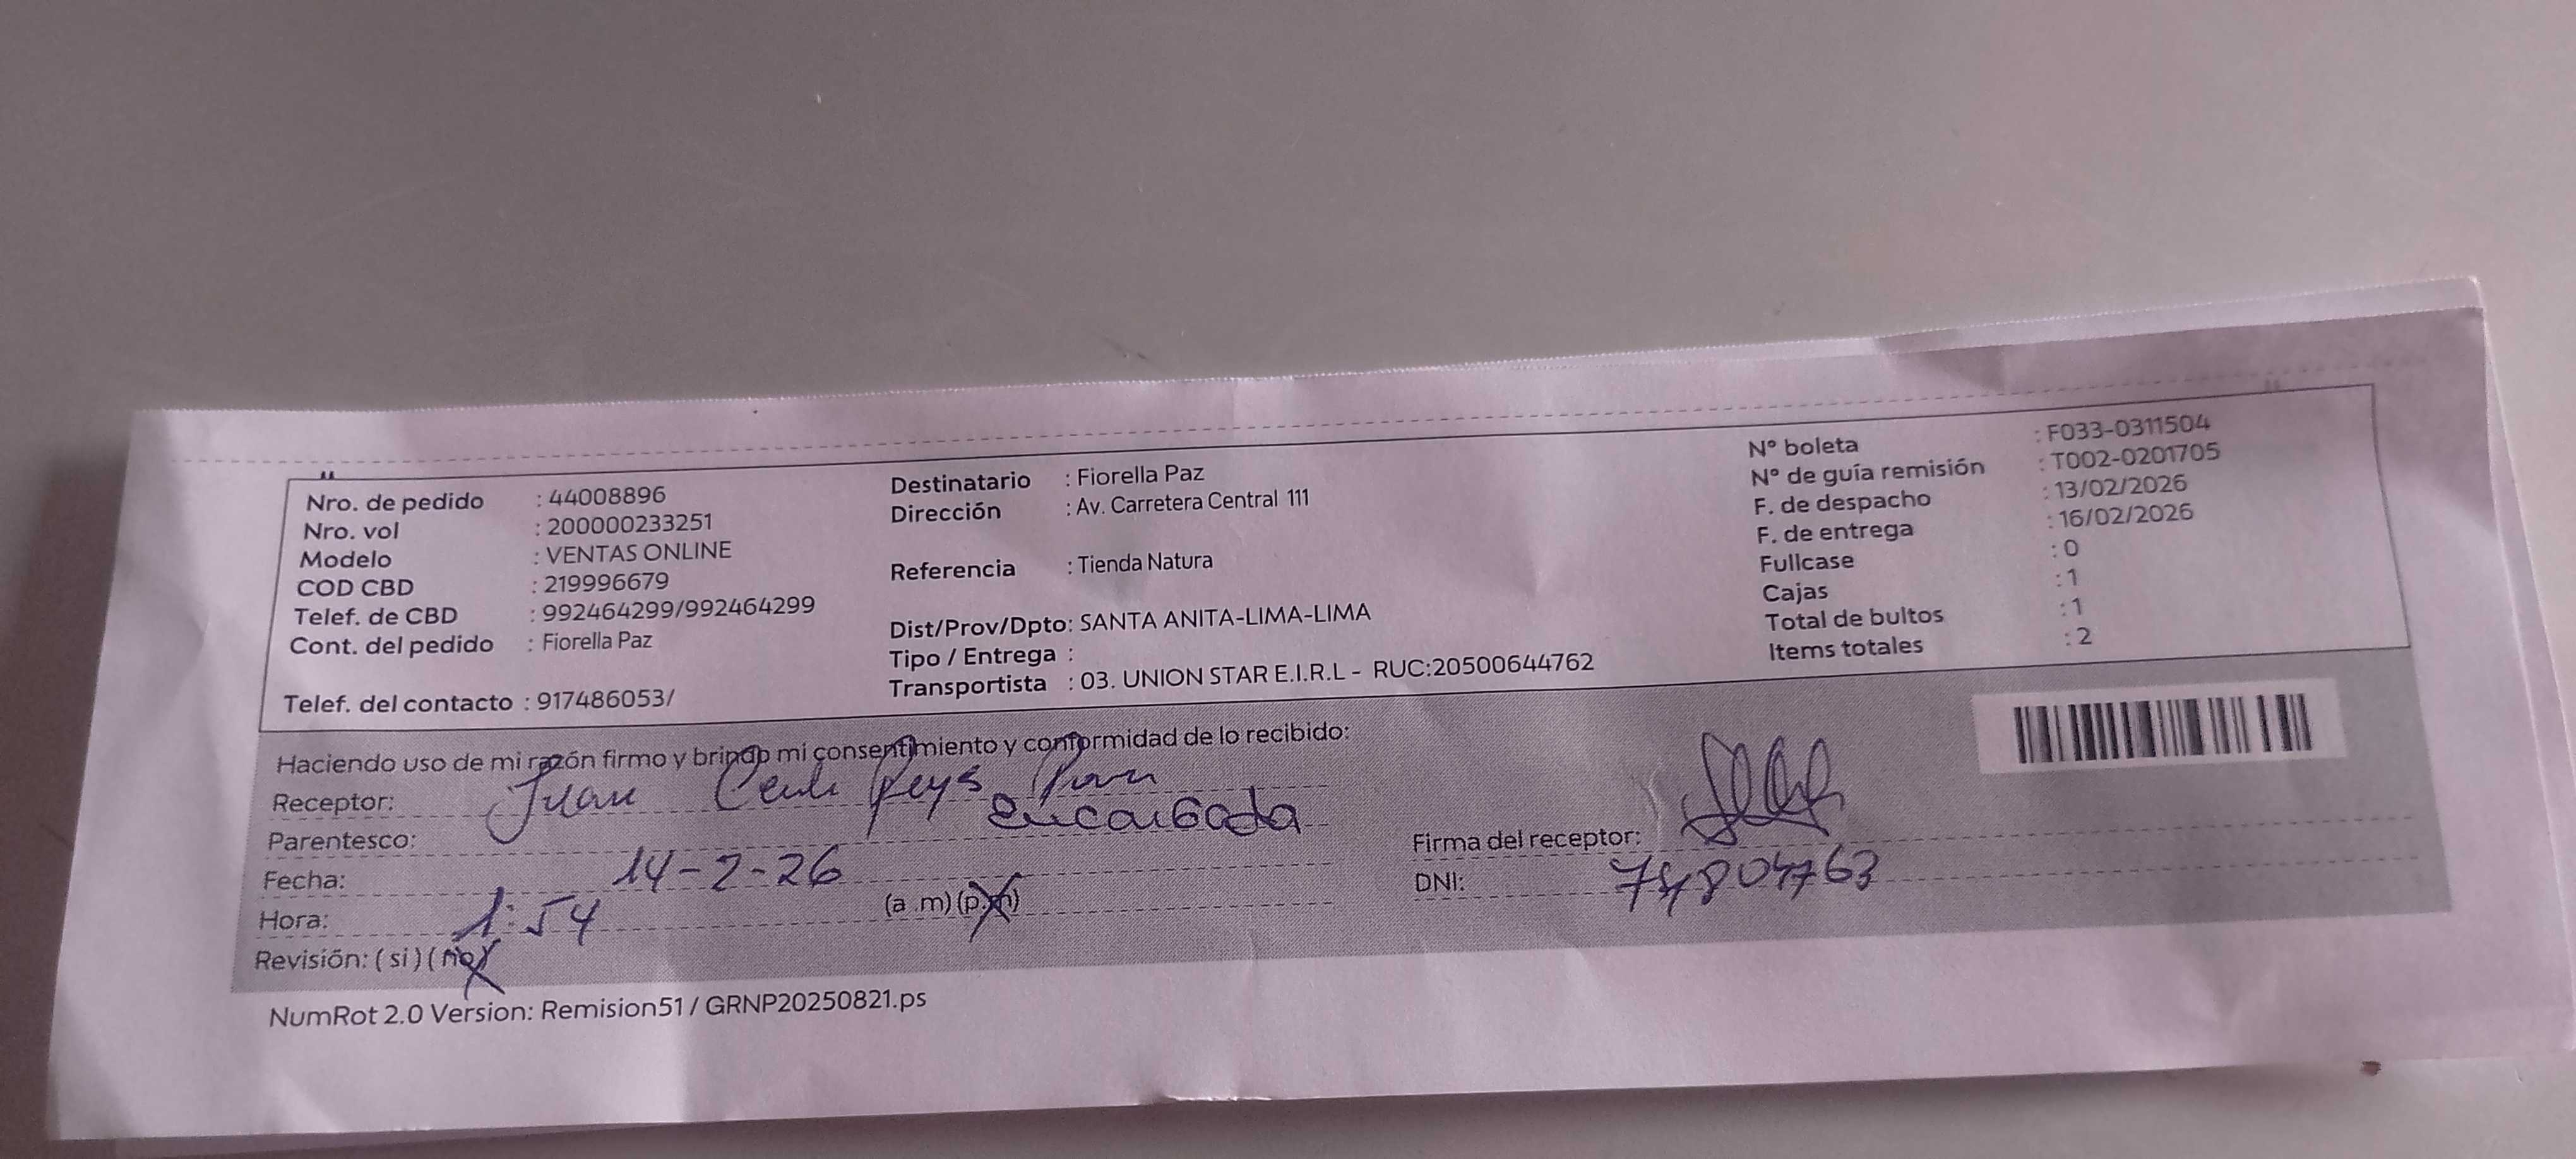 Nro. de pedido : 44008896
Nro. vol : 200000233251
Modelo : VENTAS ONLINE
COD CBD : 219996679
Telef. de CBD : 992464299/992464299
Cont. del pedido : Fiorella Paz
Telef. del contacto : 917486053/
Destinatario : Fiorella Paz
Dirección : Av. Carretera Central 111
Referencia : Tienda Natura
Dist/Prov/Dpto: SANTA ANITA-LIMA-LIMA
Tipo / Entrega :
Transportista : 03. UNION STAR E.I.R.L - RUC:20500644762
N° boleta : F033-0311504
N° de guía remisión : T002-0201705
F. de despacho : 13/02/2026
F. de entrega : 16/02/2026
Fullcase : 0
Cajas : 1
Total de bultos : 1
Items totales : 2
Haciendo uso de mi razón firmo y brindo mi consentimiento y conformidad de lo recibido:
Receptor: Juan
Parentesco: encargada
Fecha: 14-2-26
Hora: 1:54 (a.m) (p.m)
Revisión: ( si ) ( no )
Firma del receptor:
DNI: 74804763
NumRot 2.0 Version: Remision51 / GRNP20250821.ps